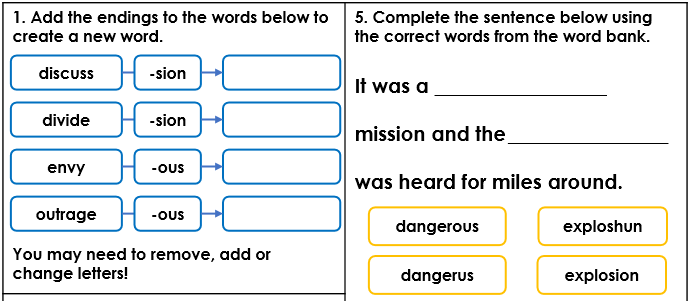 1. Add the endings to the words below to
create a new word.
discuss -sion
divide -sion
envy -ous
outrage -ous
You may need to remove, add or
change letters!
5. Complete the sentence below using
the correct words from the word bank.
It was a ________________
mission and the_______________
was heard for miles around.
dangerous exploshun
dangerus explosion